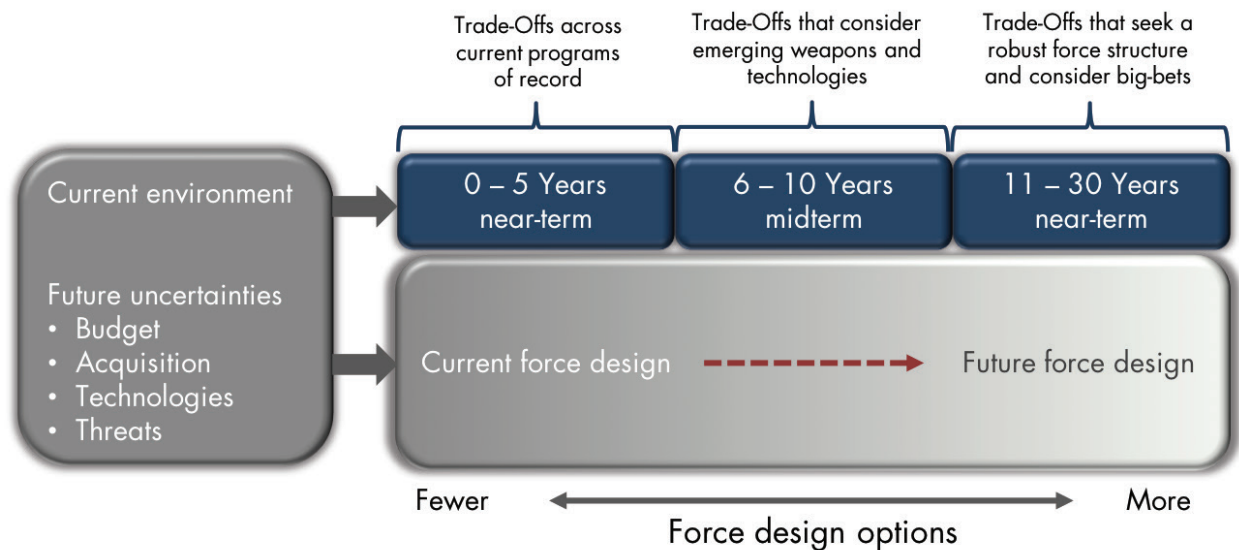 Trade-Offs across
current programs
of record
Trade-Offs that consider
emerging weapons and
technologies
Trade-Offs that seek a
robust force structure
and consider big-bets
Current environment
Future uncertainties
• Budget
• Acquisition
• Technologies
• Threats
0 – 5 Years
near-term
6 – 10 Years
midterm
11 – 30 Years
near-term
Current force design
Future force design
Fewer
More
Force design options